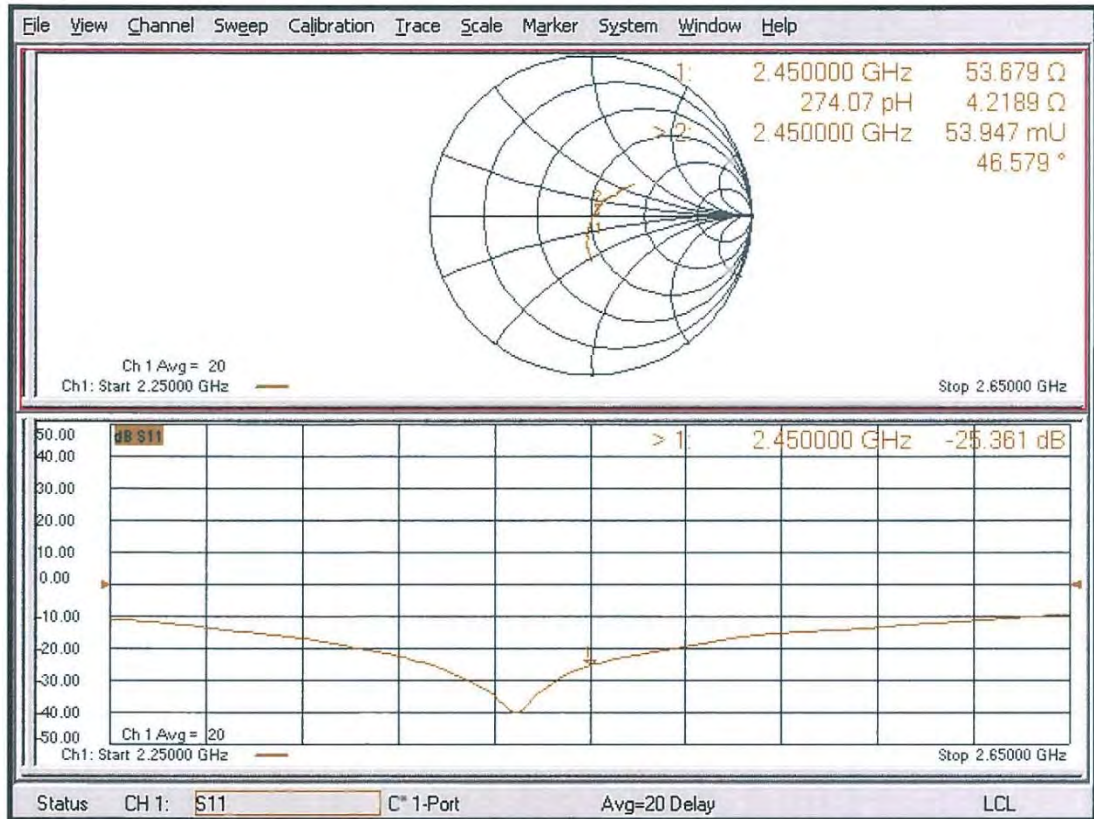 File View Channel Sweep Calibration Trace Scale Marker System Window Help
1: 2.450000 GHz 53.679 Ω
274.07 pH 4.2189 Ω
> 2: 2.450000 GHz 53.947 mU
46.579 °
2
1
Ch 1 Avg = 20
Ch1: Start 2.25000 GHz Stop 2.65000 GHz
50.00 dB S11 > 1: 2.450000 GHz -25.361 dB
40.00
30.00
20.00
10.00
0.00
-10.00
-20.00
1
-30.00
-40.00
-50.00
Ch 1 Avg = 20
Ch1: Start 2.25000 GHz Stop 2.65000 GHz
Status CH 1: S11 C* 1-Port Avg=20 Delay LCL